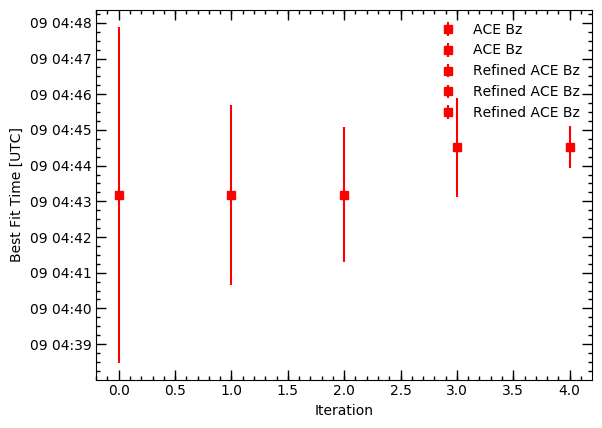 09 04:48
09 04:47
09 04:46
09 04:45
09 04:44
09 04:43
09 04:42
09 04:41
09 04:40
09 04:39
Best Fit Time [UTC]
ACE Bz
ACE Bz
Refined ACE Bz
Refined ACE Bz
Refined ACE Bz
0.0 0.5 1.0 1.5 2.0 2.5 3.0 3.5 4.0
Iteration